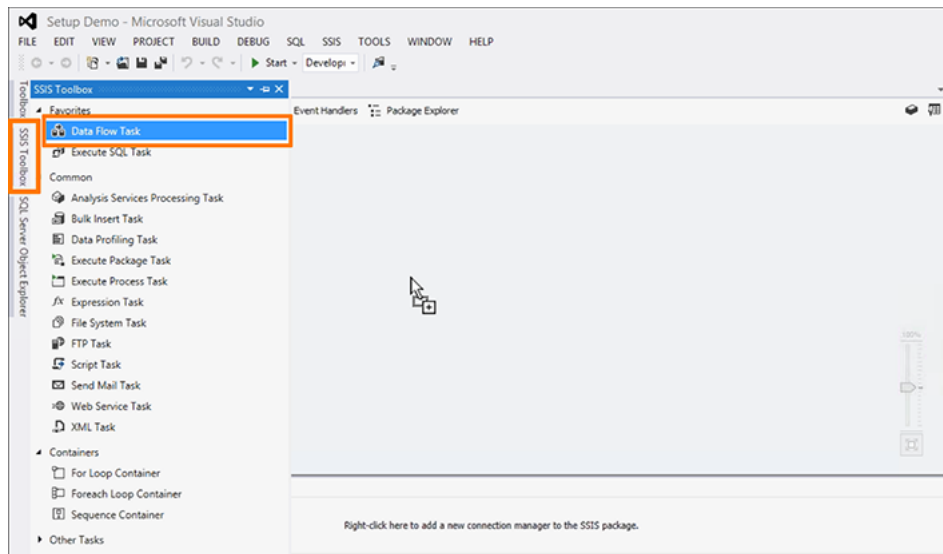 Setup Demo - Microsoft Visual Studio
FILE EDIT VIEW PROJECT BUILD DEBUG SQL SSIS TOOLS WINDOW HELP
Start Develop
Toolbox
SSIS Toolbox
SQL Server Object Explorer
SSIS Toolbox
Favorites
Event Handlers Package Explorer
Data Flow Task
Execute SQL Task
Common
Analysis Services Processing Task
Bulk Insert Task
Data Profiling Task
Execute Package Task
Execute Process Task
Expression Task
File System Task
FTP Task
Script Task
Send Mail Task
Web Service Task
XML Task
100%
Containers
For Loop Container
Foreach Loop Container
Sequence Container
Right-click here to add a new connection manager to the SSIS package.
Other Tasks